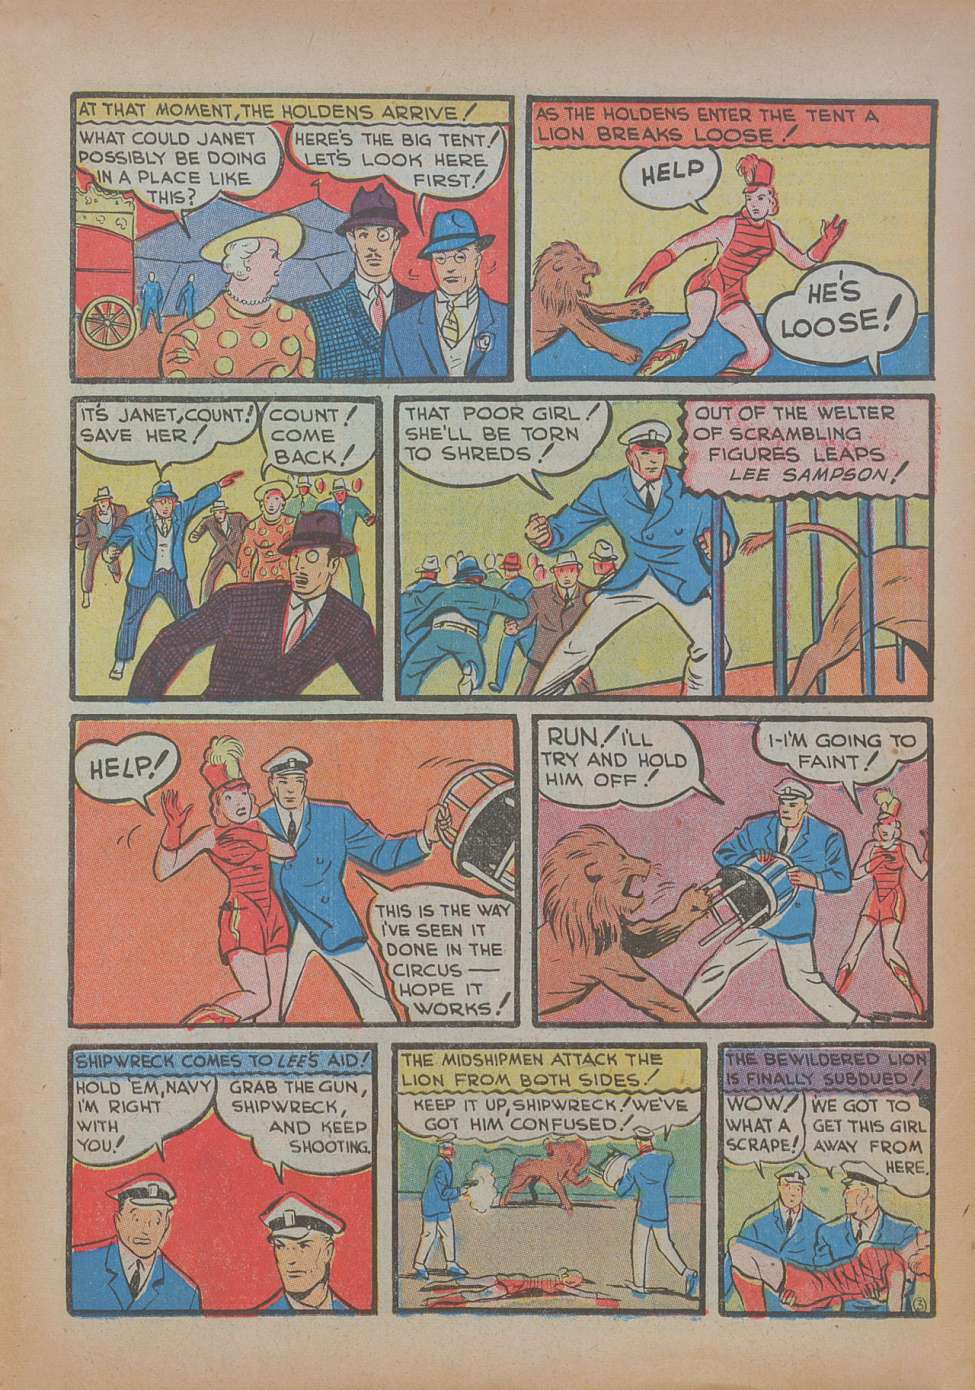 AT THAT MOMENT, THE HOLDENS ARRIVE!
WHAT COULD JANET
POSSIBLY BE DOING
IN A PLACE LIKE
THIS?
HERE'S THE BIG TENT!
LET'S LOOK HERE
FIRST!
AS THE HOLDENS ENTER THE TENT A
LION BREAKS LOOSE!
HELP
HE'S
LOOSE!
IT'S JANET, COUNT!
SAVE HER!
COUNT!
COME
BACK!
THAT POOR GIRL!
SHE'LL BE TORN
TO SHREDS!
OUT OF THE WELTER
OF SCRAMBLING
FIGURES LEAPS
LEE SAMPSON!
HELP!
THIS IS THE WAY
I'VE SEEN IT
DONE IN THE
CIRCUS —
HOPE IT
WORKS!
RUN! I'LL
TRY AND HOLD
HIM OFF!
I-I'M GOING TO
FAINT!
SHIPWRECK COMES TO LEE'S AID!
HOLD 'EM, NAVY
I'M RIGHT
WITH
YOU!
GRAB THE GUN,
SHIPWRECK,
AND KEEP
SHOOTING.
THE MIDSHIPMEN ATTACK THE
LION FROM BOTH SIDES!
KEEP IT UP, SHIPWRECK! WE'VE
GOT HIM CONFUSED!
THE BEWILDERED LION
IS FINALLY SUBDUED!
WOW!
WHAT A
SCRAPE!
WE GOT TO
GET THIS GIRL
AWAY FROM
HERE.
3